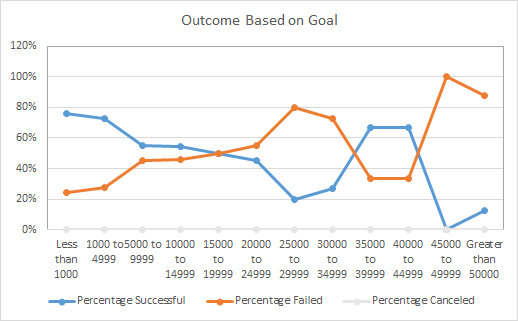 Outcome Based on Goal
120%
100%
80%
60%
40%
20%
0%
Less than 1000
1000 to 4999
5000 to 9999
10000 to 14999
15000 to 19999
20000 to 24999
25000 to 29999
30000 to 34999
35000 to 39999
40000 to 44999
45000 to 49999
Greater than 50000
Percentage Successful
Percentage Failed
Percentage Canceled